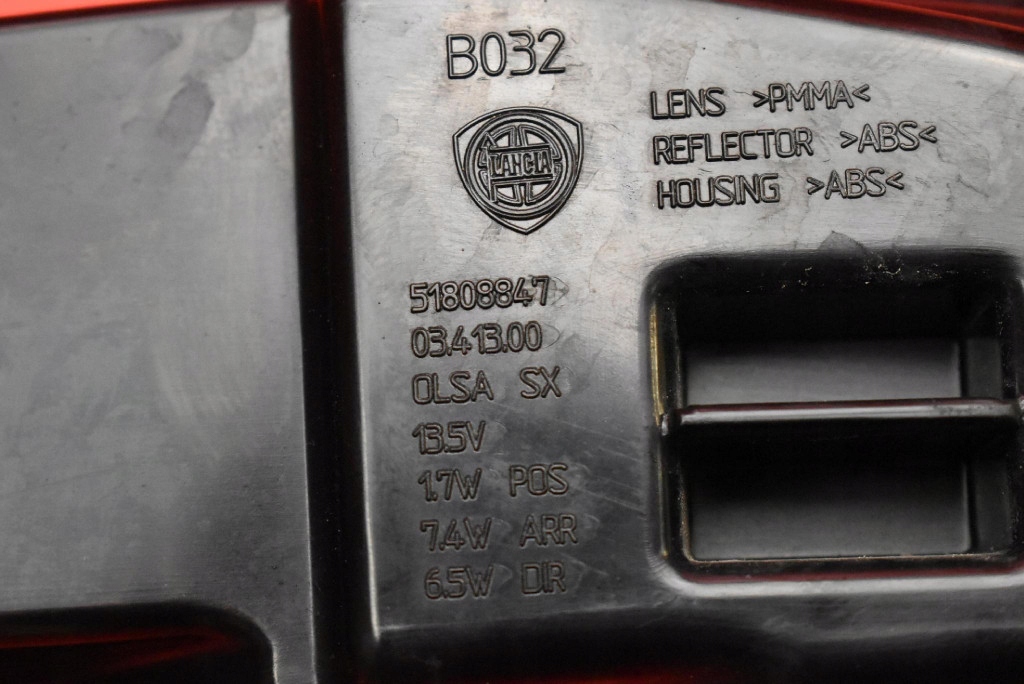 B032
LANCIA
LENS >PMMA<
REFLECTOR >ABS<
HOUSING >ABS<
51808847
03.413.00
OLSA SX
13.5V
1.7W POS
7.4W ARR
6.5W DIR